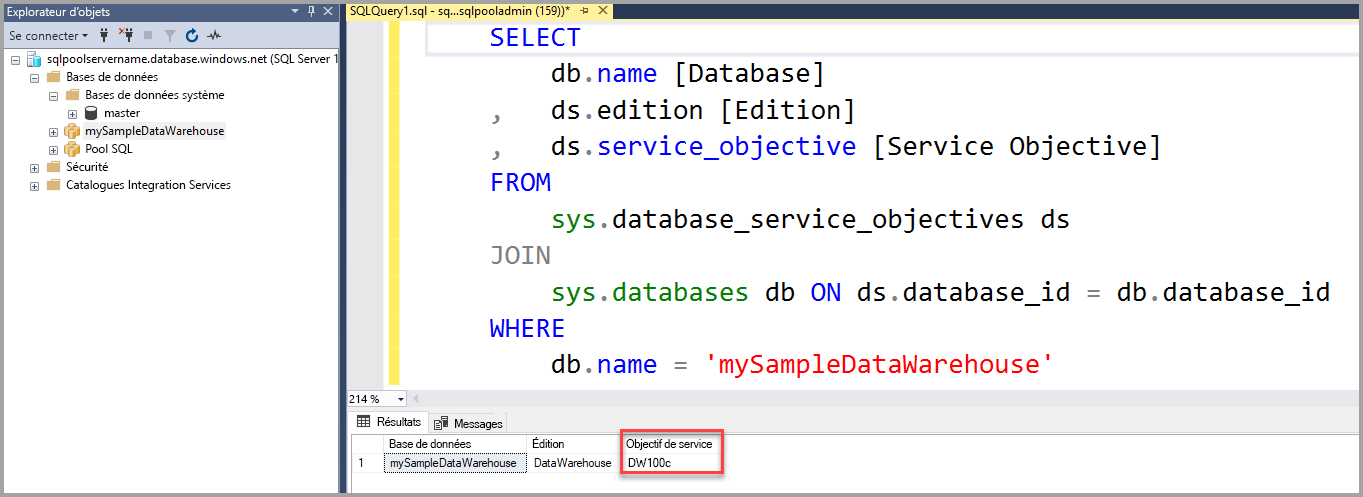 Explorateur d'objets
Se connecter
sqlpoolservername.database.windows.net (SQL Server 1
Bases de données
Bases de données système
master
mySampleDataWarehouse
Pool SQL
Sécurité
Catalogues Integration Services
SQLQuery1.sql - sq...sqlpooladmin (159))*
SELECT
db.name [Database]
, ds.edition [Edition]
, ds.service_objective [Service Objective]
FROM
sys.database_service_objectives ds
JOIN
sys.databases db ON ds.database_id = db.database_id
WHERE
db.name = 'mySampleDataWarehouse'
214 %
Résultats Messages
Base de données Édition Objectif de service
1 mySampleDataWarehouse DataWarehouse DW100c